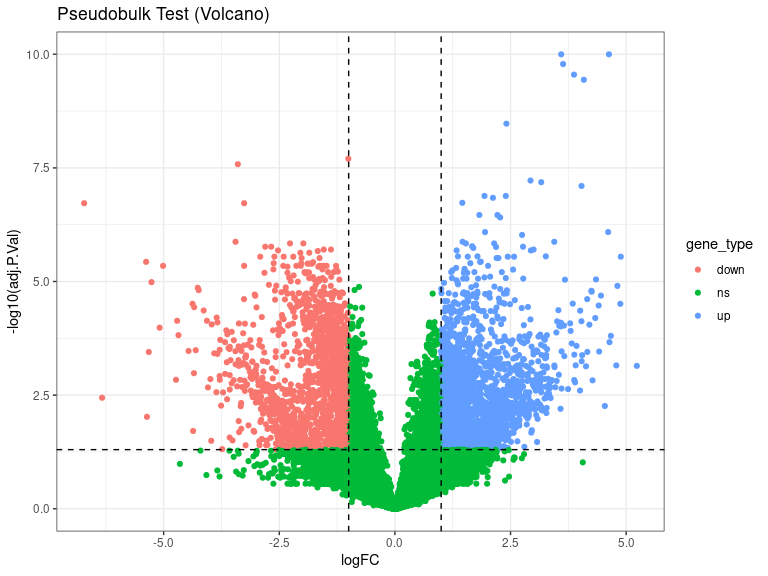 Pseudobulk Test (Volcano)
10.0
7.5
5.0
2.5
0.0
-log10(adj.P.Val)
-5.0 -2.5 0.0 2.5 5.0
logFC
gene_type
down
ns
up